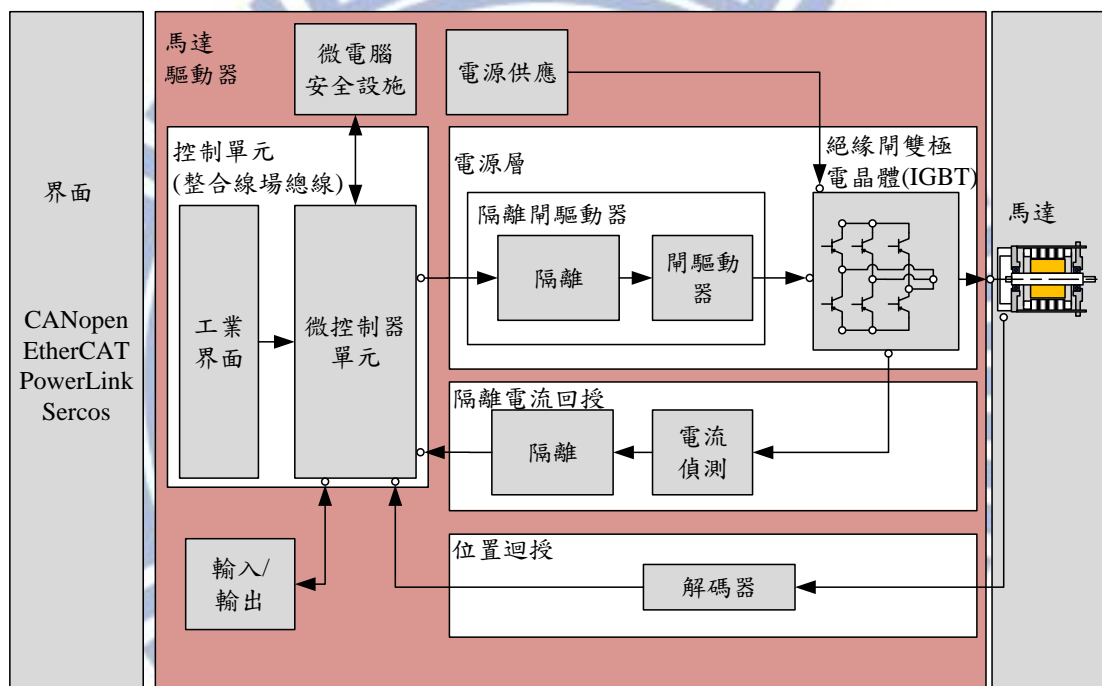 界面
CANopen
EtherCAT
PowerLink
Sercos
馬達
驅動器
微電腦
安全設施
電源供應
控制單元
(整合線場總線)
工業
界面
微控制器
單元
輸入/
輸出
電源層
隔離閘驅動器
隔離
閘驅動
器
絕緣閘雙極
電晶體(IGBT)
隔離電流回授
隔離
電流
偵測
位置迴授
解碼器
馬達